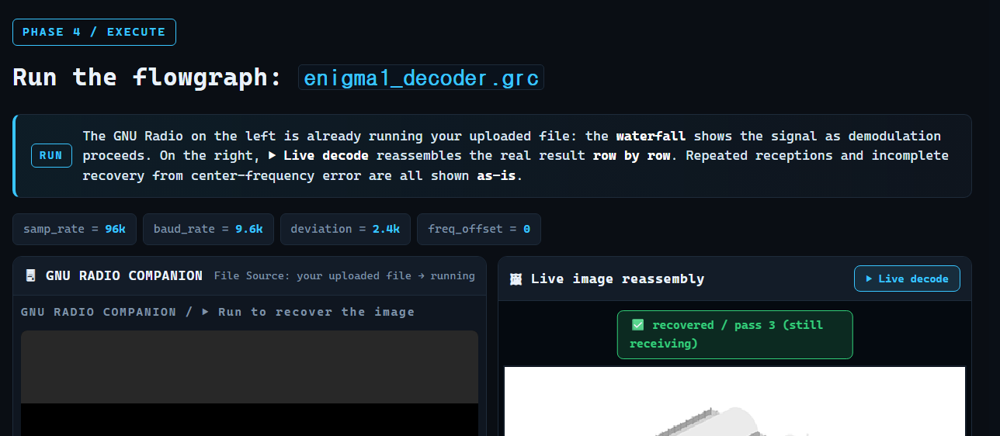 PHASE 4 / EXECUTE
Run the flowgraph: enigma1_decoder.grc
The GNU Radio on the left is already running your uploaded file: the waterfall shows the signal as demodulation
RUN
proceeds. On the right, ▶ Live decode reassembles the real result row by row. Repeated receptions and incomplete
recovery from center-frequency error are all shown as-is.
samp_rate = 96k
baud_rate = 9.6k
deviation = 2.4k
freq_offset = 0
GNU RADIO COMPANION File Source: your uploaded file → running
GNU RADIO COMPANION / ▶ Run to recover the image
Live image reassembly
▶ Live decode
✅ recovered / pass 3 (still
receiving)